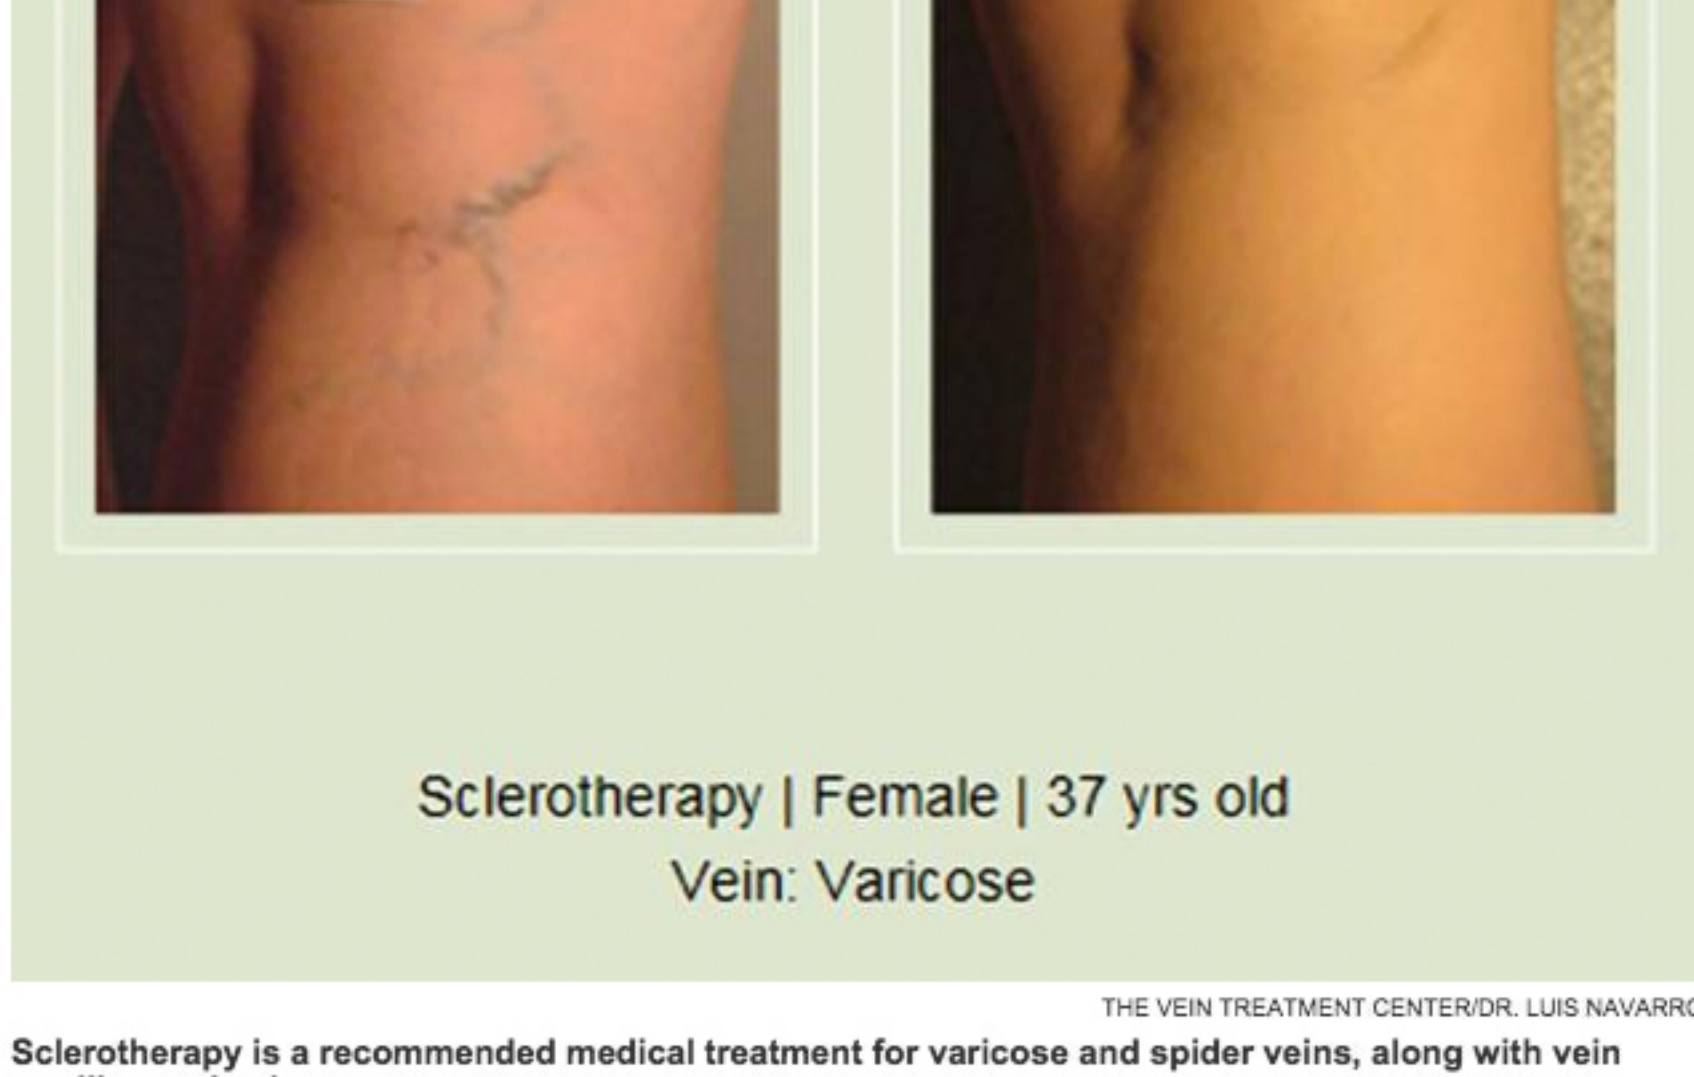 Sclerotherapy | Female | 37 yrs old
Vein: Varicose
THE VEIN TREATMENT CENTER/DR. LUIS NAVARRO
Sclerotherapy is a recommended medical treatment for varicose and spider veins, along with vein